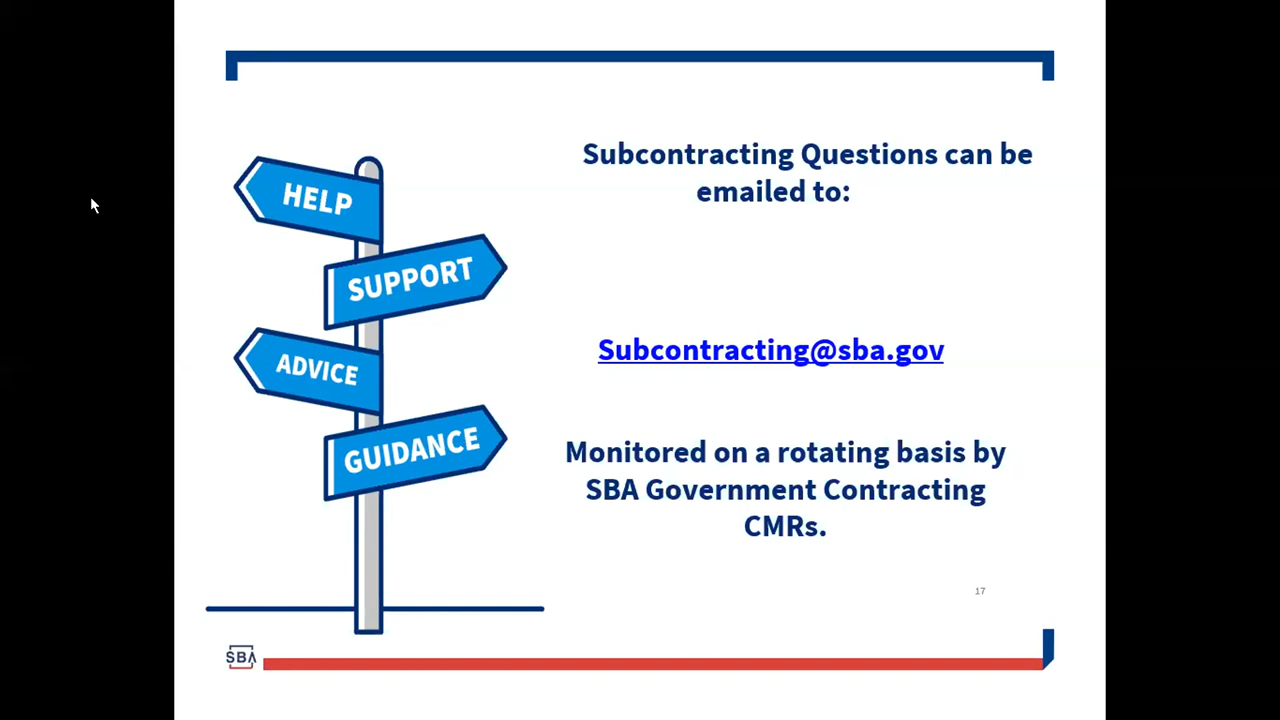 HELP
SUPPORT
ADVICE
GUIDANCE
Subcontracting Questions can be
emailed to:
Subcontracting@sba.gov
Monitored on a rotating basis by
SBA Government Contracting
CMRs.
17
SBA